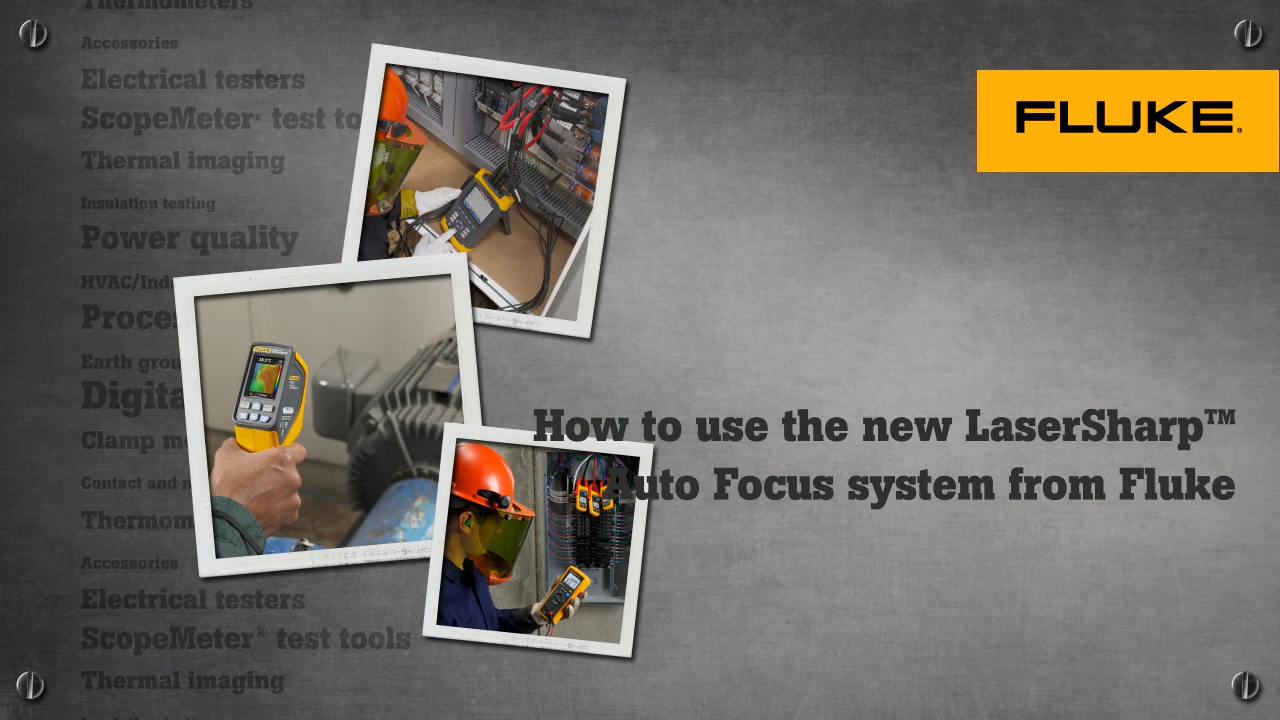 Thermometers
Accessories
Electrical testers
ScopeMeter® test to
Thermal imaging
Insulation testing
Power quality
HVAC/Ind
Proces
Earth grou
Digita
Clamp m
Contact and n
Thermom
Accessories
Electrical testers
ScopeMeter® test tools
Thermal imaging
FLUKE®
How to use the new LaserSharp™
Auto Focus system from Fluke